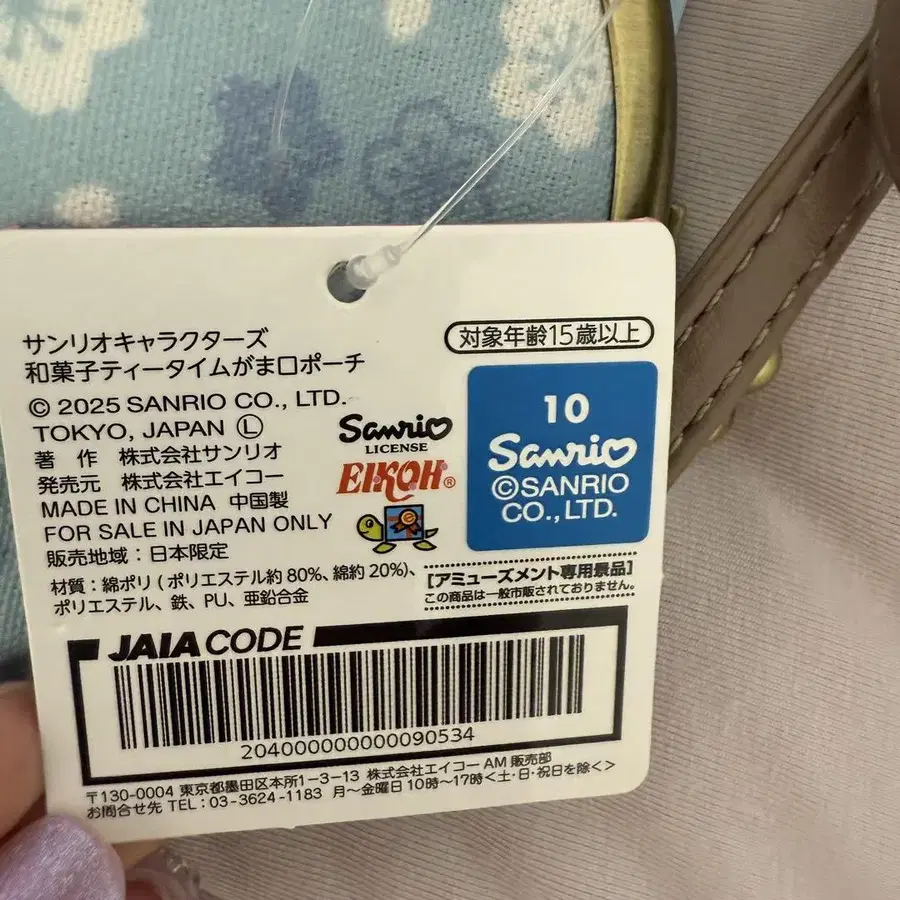 サンリオキャラクターズ
和菓子ティータイムがま口ポーチ
対象年齢15歳以上
© 2025 SANRIO CO., LTD.
TOKYO, JAPAN Ⓛ
著 作 株式会社サンリオ
発売元 株式会社エイコー
MADE IN CHINA 中国製
FOR SALE IN JAPAN ONLY
販売地域：日本限定
Sanrio
LICENSE
EIKOH®
10
Sanrio
©SANRIO
CO., LTD.
材質：綿ポリ（ポリエステル約80%、綿約20%）、
ポリエステル、鉄、PU、亜鉛合金
［アミューズメント専用景品］
この商品は一般市販されておりません。
JAIA CODE
204000000000090534
〒130-0004 東京都墨田区本所1-3-13 株式会社エイコー AM 販売部
お問合せ先 TEL：03-3624-1183 月〜金曜日 10時〜17時<土・日・祝日を除く>